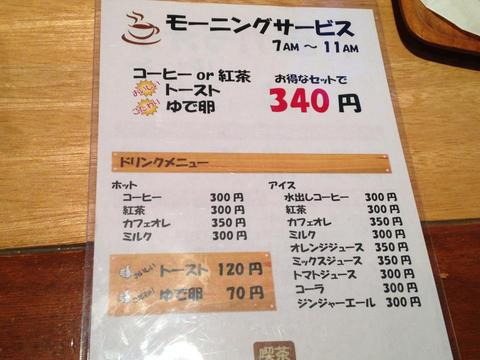 モーニングサービス
7AM ～ 11AM
コーヒー or 紅茶
トースト
ゆで卵
お得なセットで
340円
ドリンクメニュー
ホット
コーヒー 300円
紅茶 300円
カフェオレ 350円
ミルク 300円
アイス
水出しコーヒー 300円
紅茶 300円
カフェオレ 350円
ミルク 300円
オレンジジュース 350円
ミックスジュース 350円
トマトジュース 300円
コーラ 300円
ジンジャーエール 300円
トースト 120円
ゆで卵 70円
喫茶